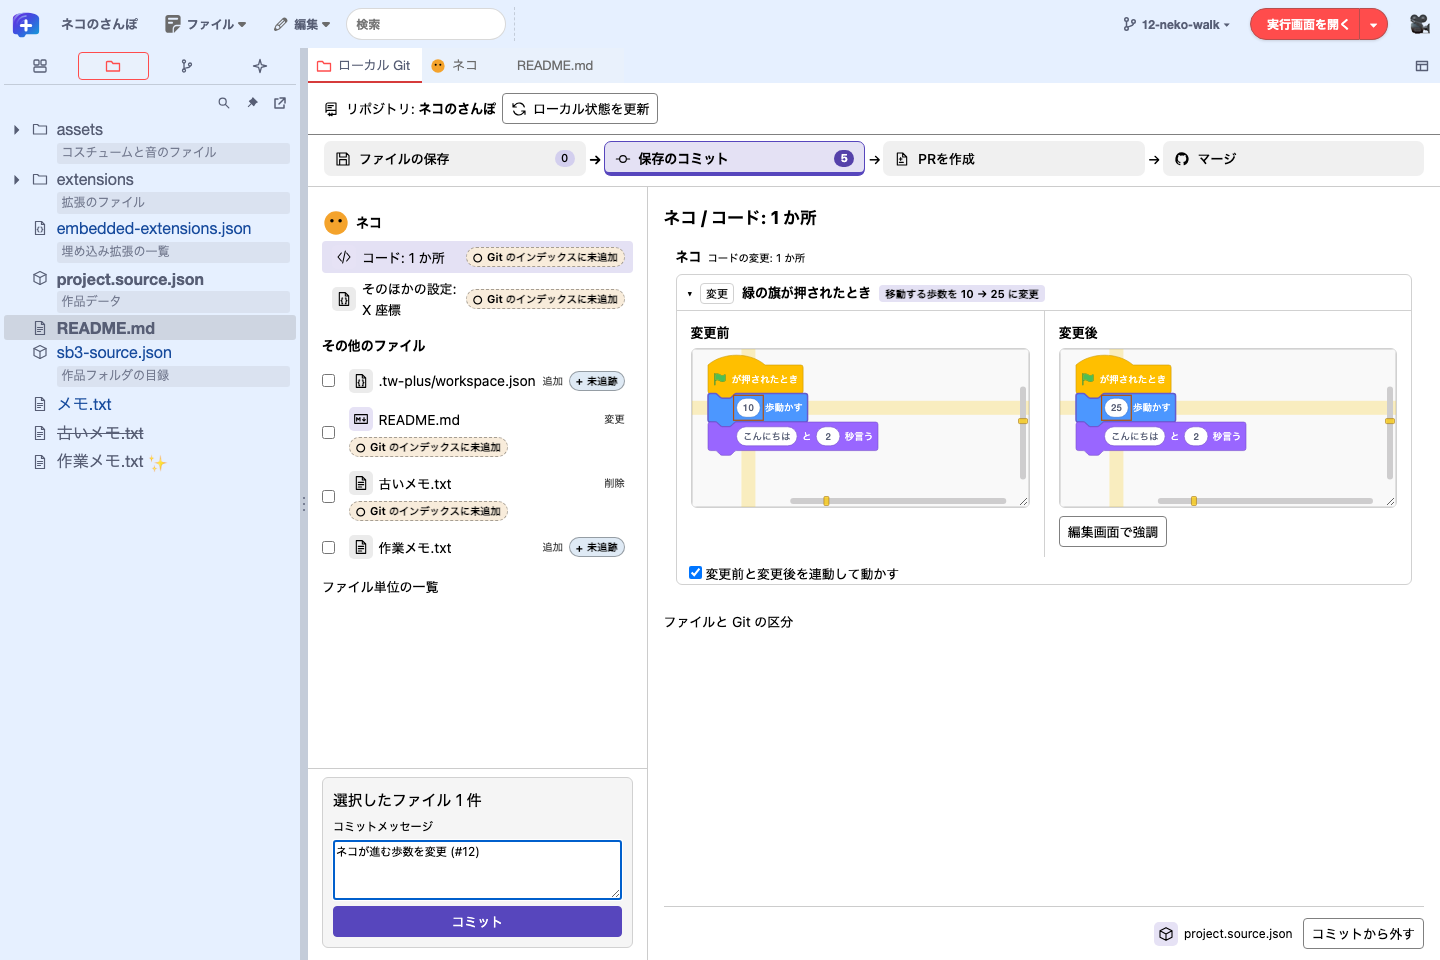 ネコのさんぽ
ファイル
編集
検索
12-neko-walk
実行画面を開く
ローカル Git
ネコ
README.md
リポジトリ: ネコのさんぽ
ローカル状態を更新
ファイルの保存
0
保存のコミット
5
PRを作成
マージ
assets
コスチュームと音のファイル
extensions
拡張のファイル
embedded-extensions.json
埋め込み拡張の一覧
project.source.json
作品データ
README.md
sb3-source.json
作品フォルダの目録
メモ.txt
古いメモ.txt
作業メモ.txt
ネコ
コード: 1 か所
Git のインデックスに未追加
そのほかの設定:
X 座標
Git のインデックスに未追加
その他のファイル
.tw-plus/workspace.json 追加 + 未追跡
README.md 変更
Git のインデックスに未追加
古いメモ.txt 削除
Git のインデックスに未追加
作業メモ.txt 追加 + 未追跡
ファイル単位の一覧
選択したファイル 1 件
コミットメッセージ
ネコが進む歩数を変更 (#12)
コミット
ネコ / コード: 1 か所
ネコ コードの変更: 1 か所
変更 緑の旗が押されたとき 移動する歩数を 10 → 25 に変更
変更前
が押されたとき
10 歩動かす
こんにちは と 2 秒言う
変更後
が押されたとき
25 歩動かす
こんにちは と 2 秒言う
編集画面で強調
変更前と変更後を連動して動かす
ファイルと Git の区分
project.source.json
コミットから外す